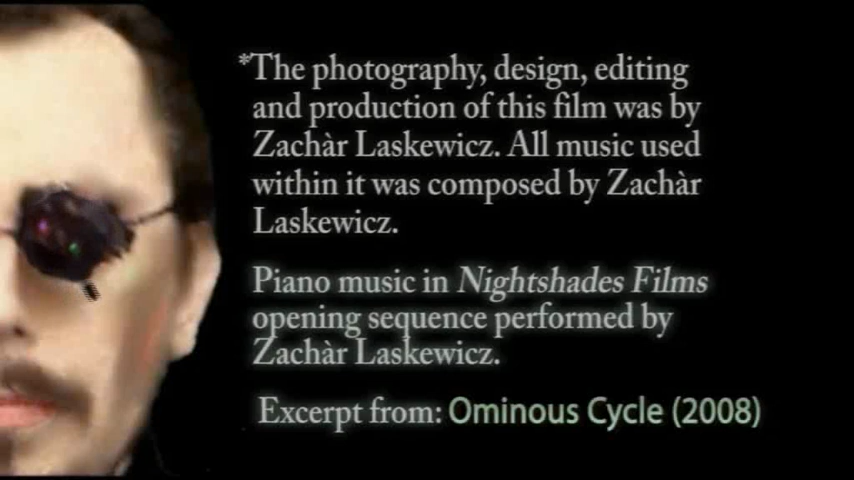 *The photography, design, editing
and production of this film was by
Zachàr Laskewicz. All music used
within it was composed by Zachàr
Laskewicz.
Piano music in Nightshades Films
opening sequence performed by
Zachàr Laskewicz.
Excerpt from: Ominous Cycle (2008)